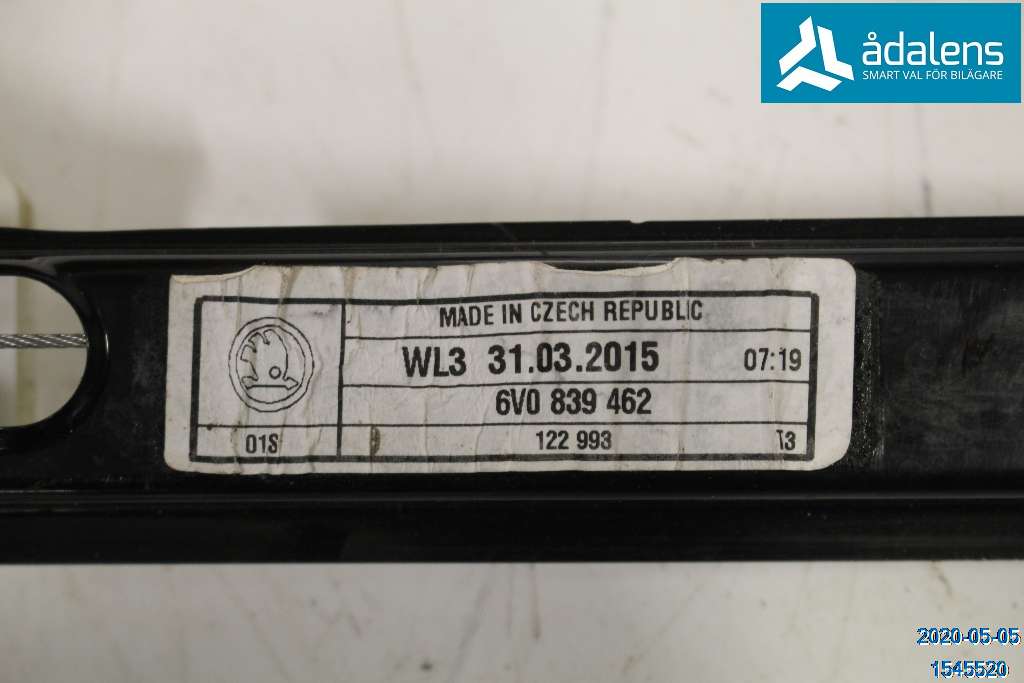 ådalens
SMART VAL FÖR BILÄGARE
MADE IN CZECH REPUBLIC
WL3 31.03.2015 07:19
6V0 839 462
01S 122 993 13
2020-05-05
1545520